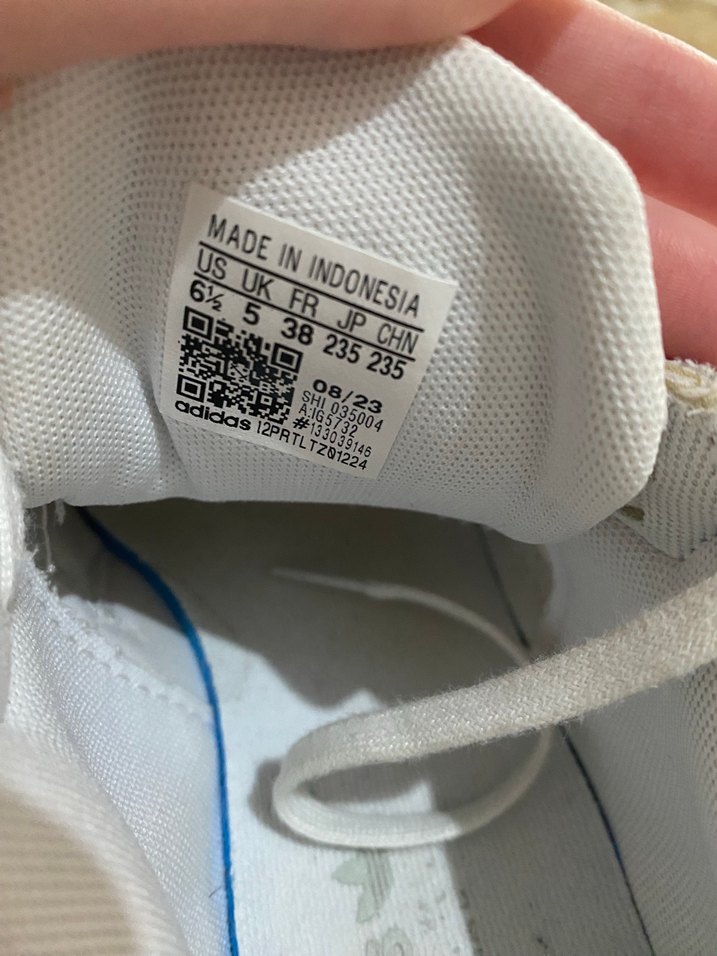 MADE IN INDONESIA
US UK FR JP CHN
6½ 5 38 235 235
08/23
SHI 035004
A:IG5732
#133039146
adidas 12PRTLTZ01224